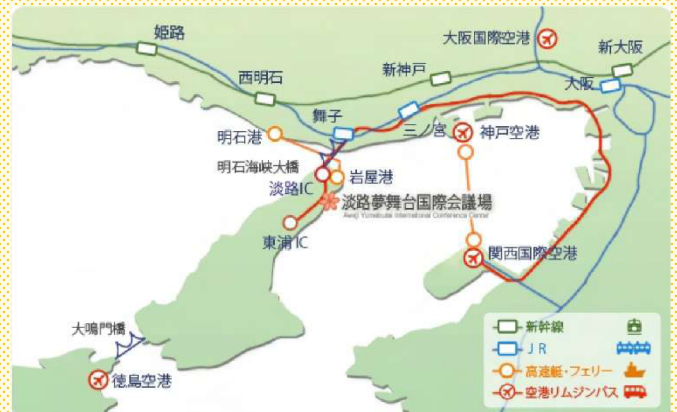 姫路
大阪国際空港
新大阪
西明石
新神戸
大阪
舞子
三ノ宮
神戸空港
明石港
明石海峡大橋
岩屋港
淡路IC
淡路夢舞台国際会議場
Awaji Yumebutai International Conference Center
東浦IC
関西国際空港
大鳴門橋
徳島空港
新幹線
JR
高速艇・フェリー
空港リムジンバス